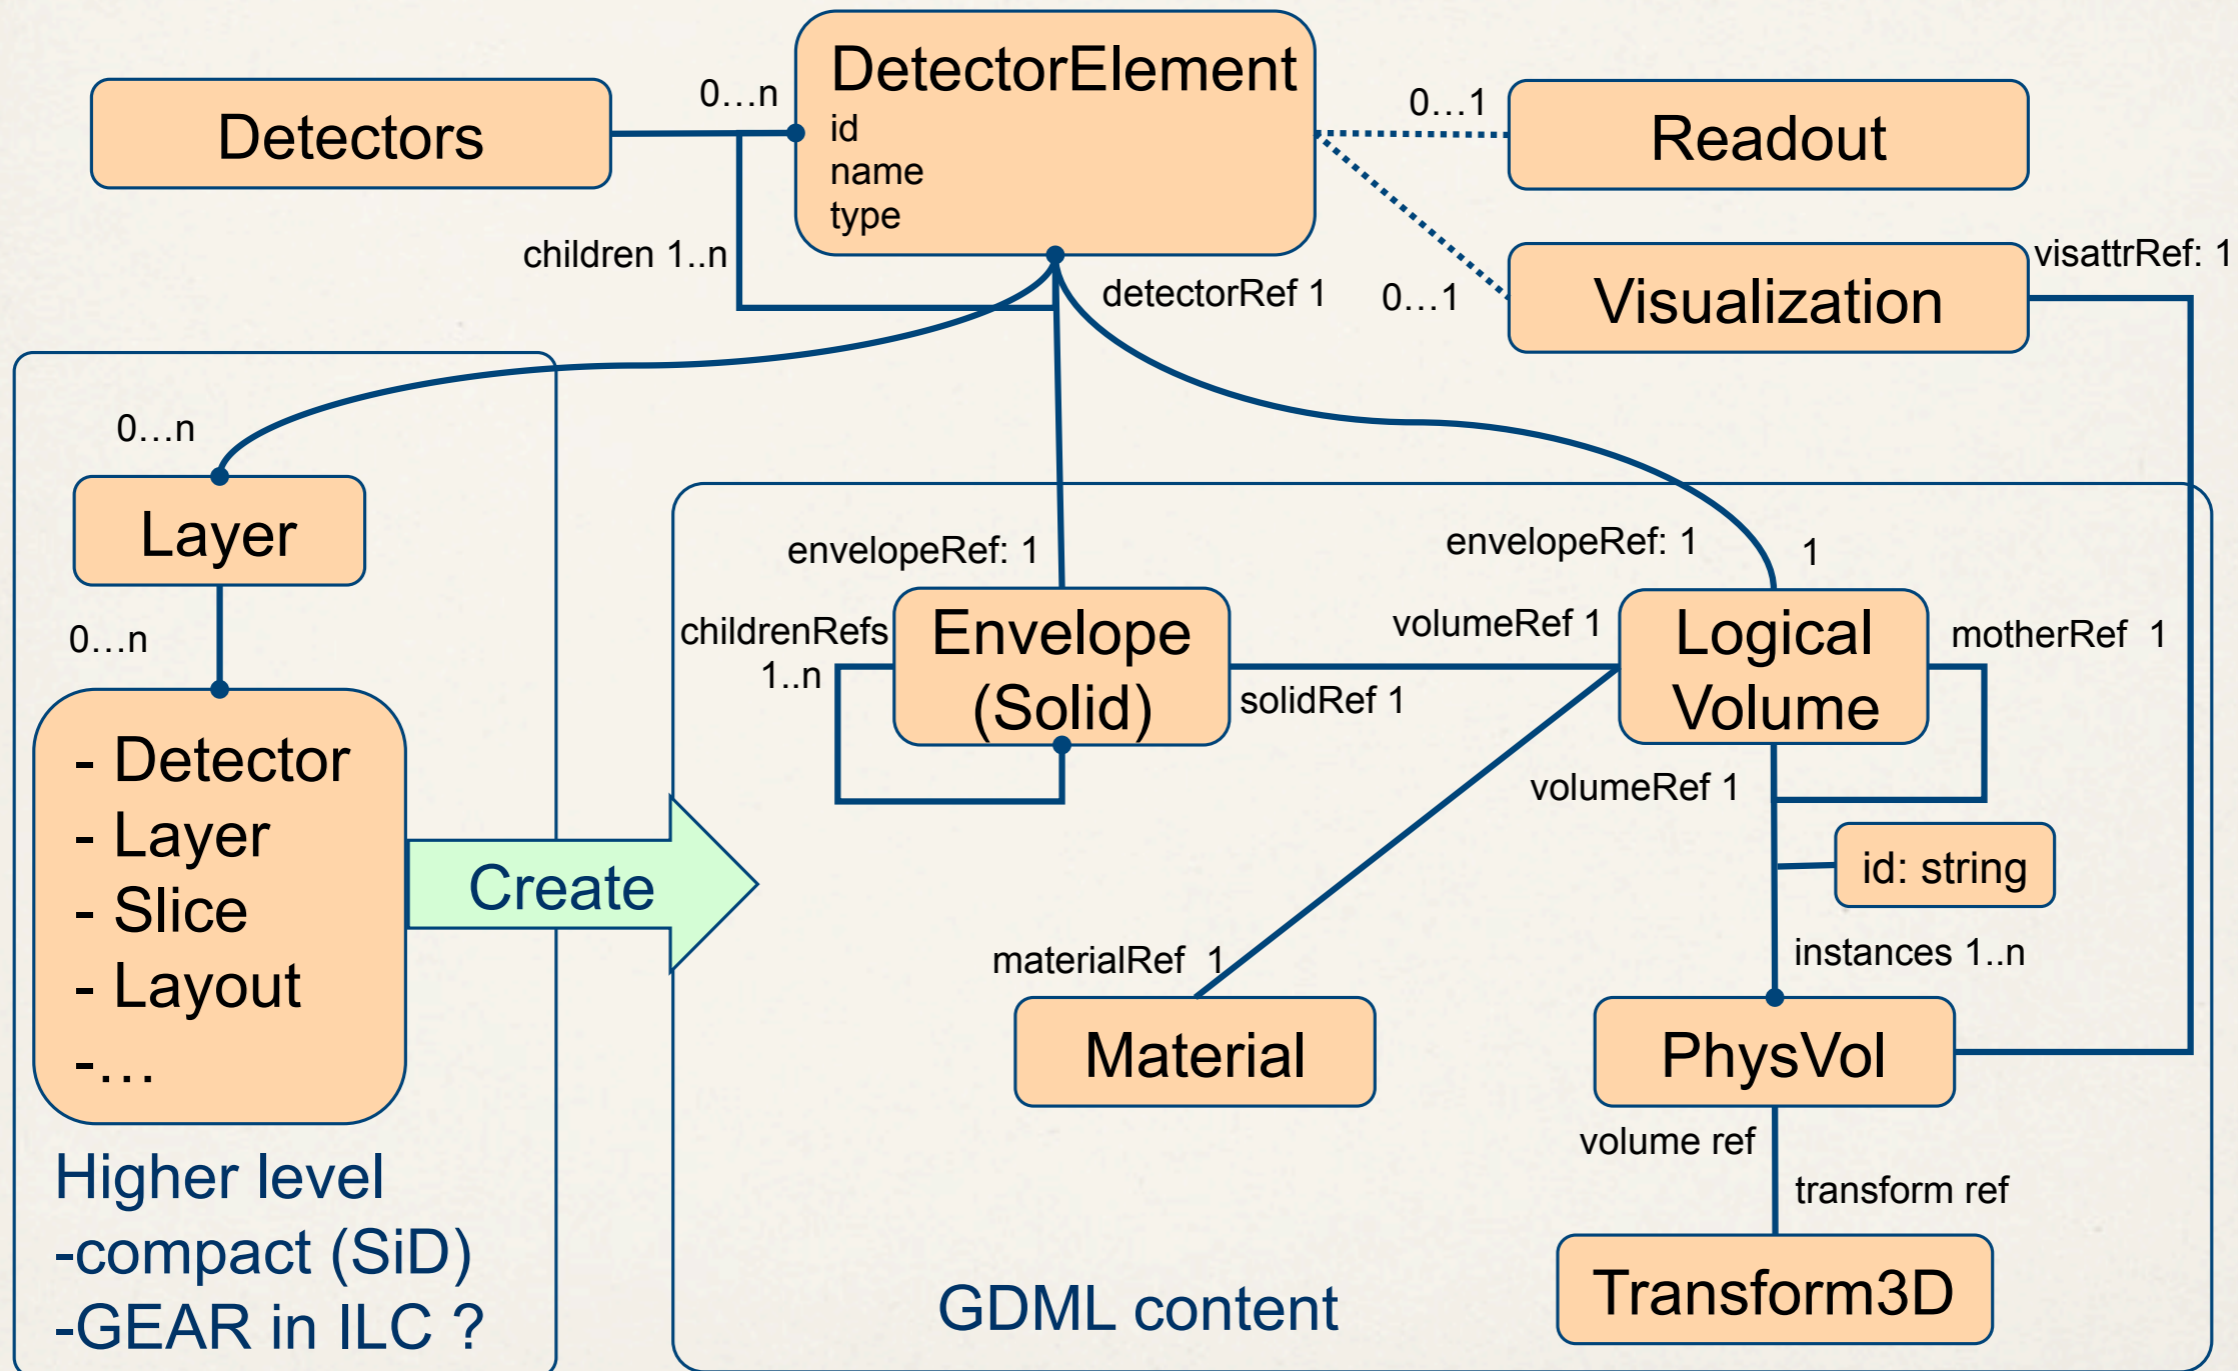 DetectorElement
id
name
type
Detectors
0…n
children 1..n
detectorRef 1
0…1
Readout
0…1
Visualization
visattrRef: 1
0…n
Layer
0…n
- Detector
- Layer
- Slice
- Layout
-…
Higher level
-compact (SiD)
-GEAR in ILC ?
Create
envelopeRef: 1
Envelope
(Solid)
childrenRefs
1..n
solidRef 1
envelopeRef: 1
1
volumeRef 1
Logical
Volume
motherRef 1
volumeRef 1
id: string
materialRef 1
Material
instances 1..n
PhysVol
volume ref
transform ref
Transform3D
GDML content